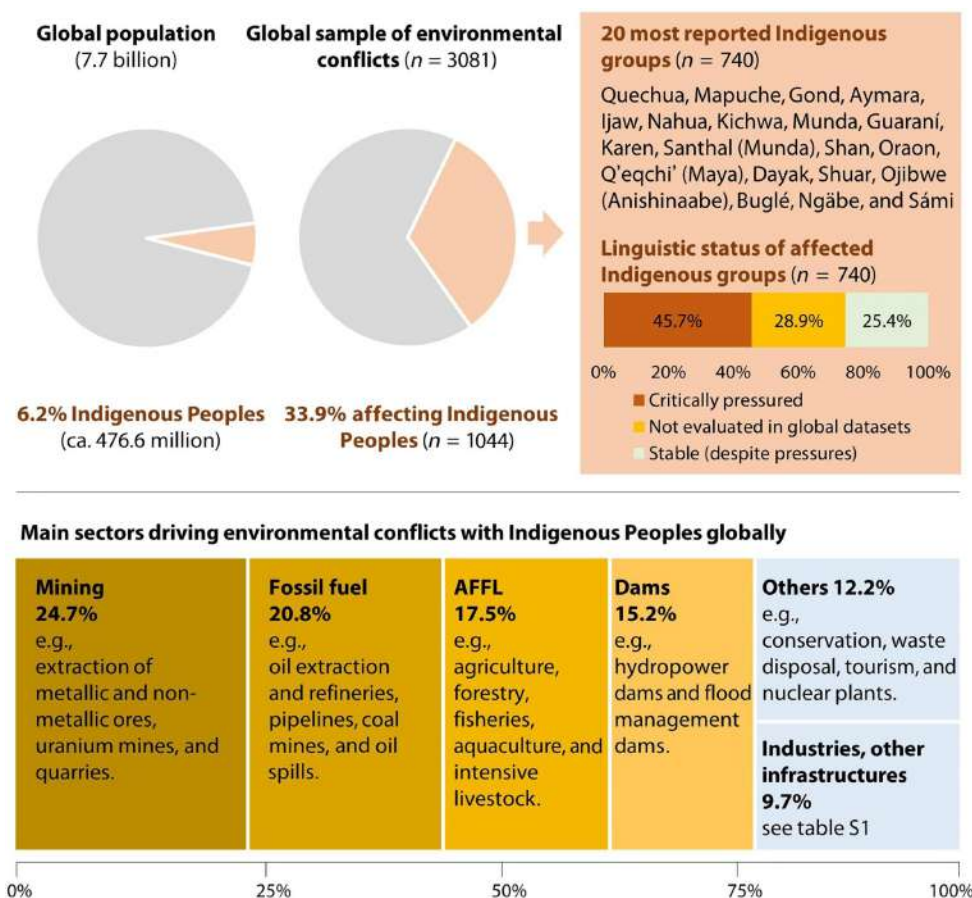 Global population
(7.7 billion)
Global sample of environmental
conflicts (n = 3081)
6.2% Indigenous Peoples
(ca. 476.6 million)
33.9% affecting Indigenous
Peoples (n = 1044)
20 most reported Indigenous
groups (n = 740)
Quechua, Mapuche, Gond, Aymara,
Ijaw, Nahua, Kichwa, Munda, Guaraní,
Karen, Santhal (Munda), Shan, Oraon,
Q'eqchi' (Maya), Dayak, Shuar, Ojibwe
(Anishinaabe), Buglé, Ngäbe, and Sámi
Linguistic status of affected
Indigenous groups (n = 740)
45.7% 28.9% 25.4%
0% 20% 40% 60% 80% 100%
Critically pressured
Not evaluated in global datasets
Stable (despite pressures)
Main sectors driving environmental conflicts with Indigenous Peoples globally
Mining
24.7%
e.g.,
extraction of
metallic and non-
metallic ores,
uranium mines, and
quarries.
Fossil fuel
20.8%
e.g.,
oil extraction
and refineries,
pipelines, coal
mines, and oil
spills.
AFFL
17.5%
e.g.,
agriculture,
forestry,
fisheries,
aquaculture, and
intensive
livestock.
Dams
15.2%
e.g.,
hydropower
dams and flood
management
dams.
Others 12.2%
e.g.,
conservation, waste
disposal, tourism, and
nuclear plants.
Industries, other
infrastructures
9.7%
see table S1
0% 25% 50% 75% 100%